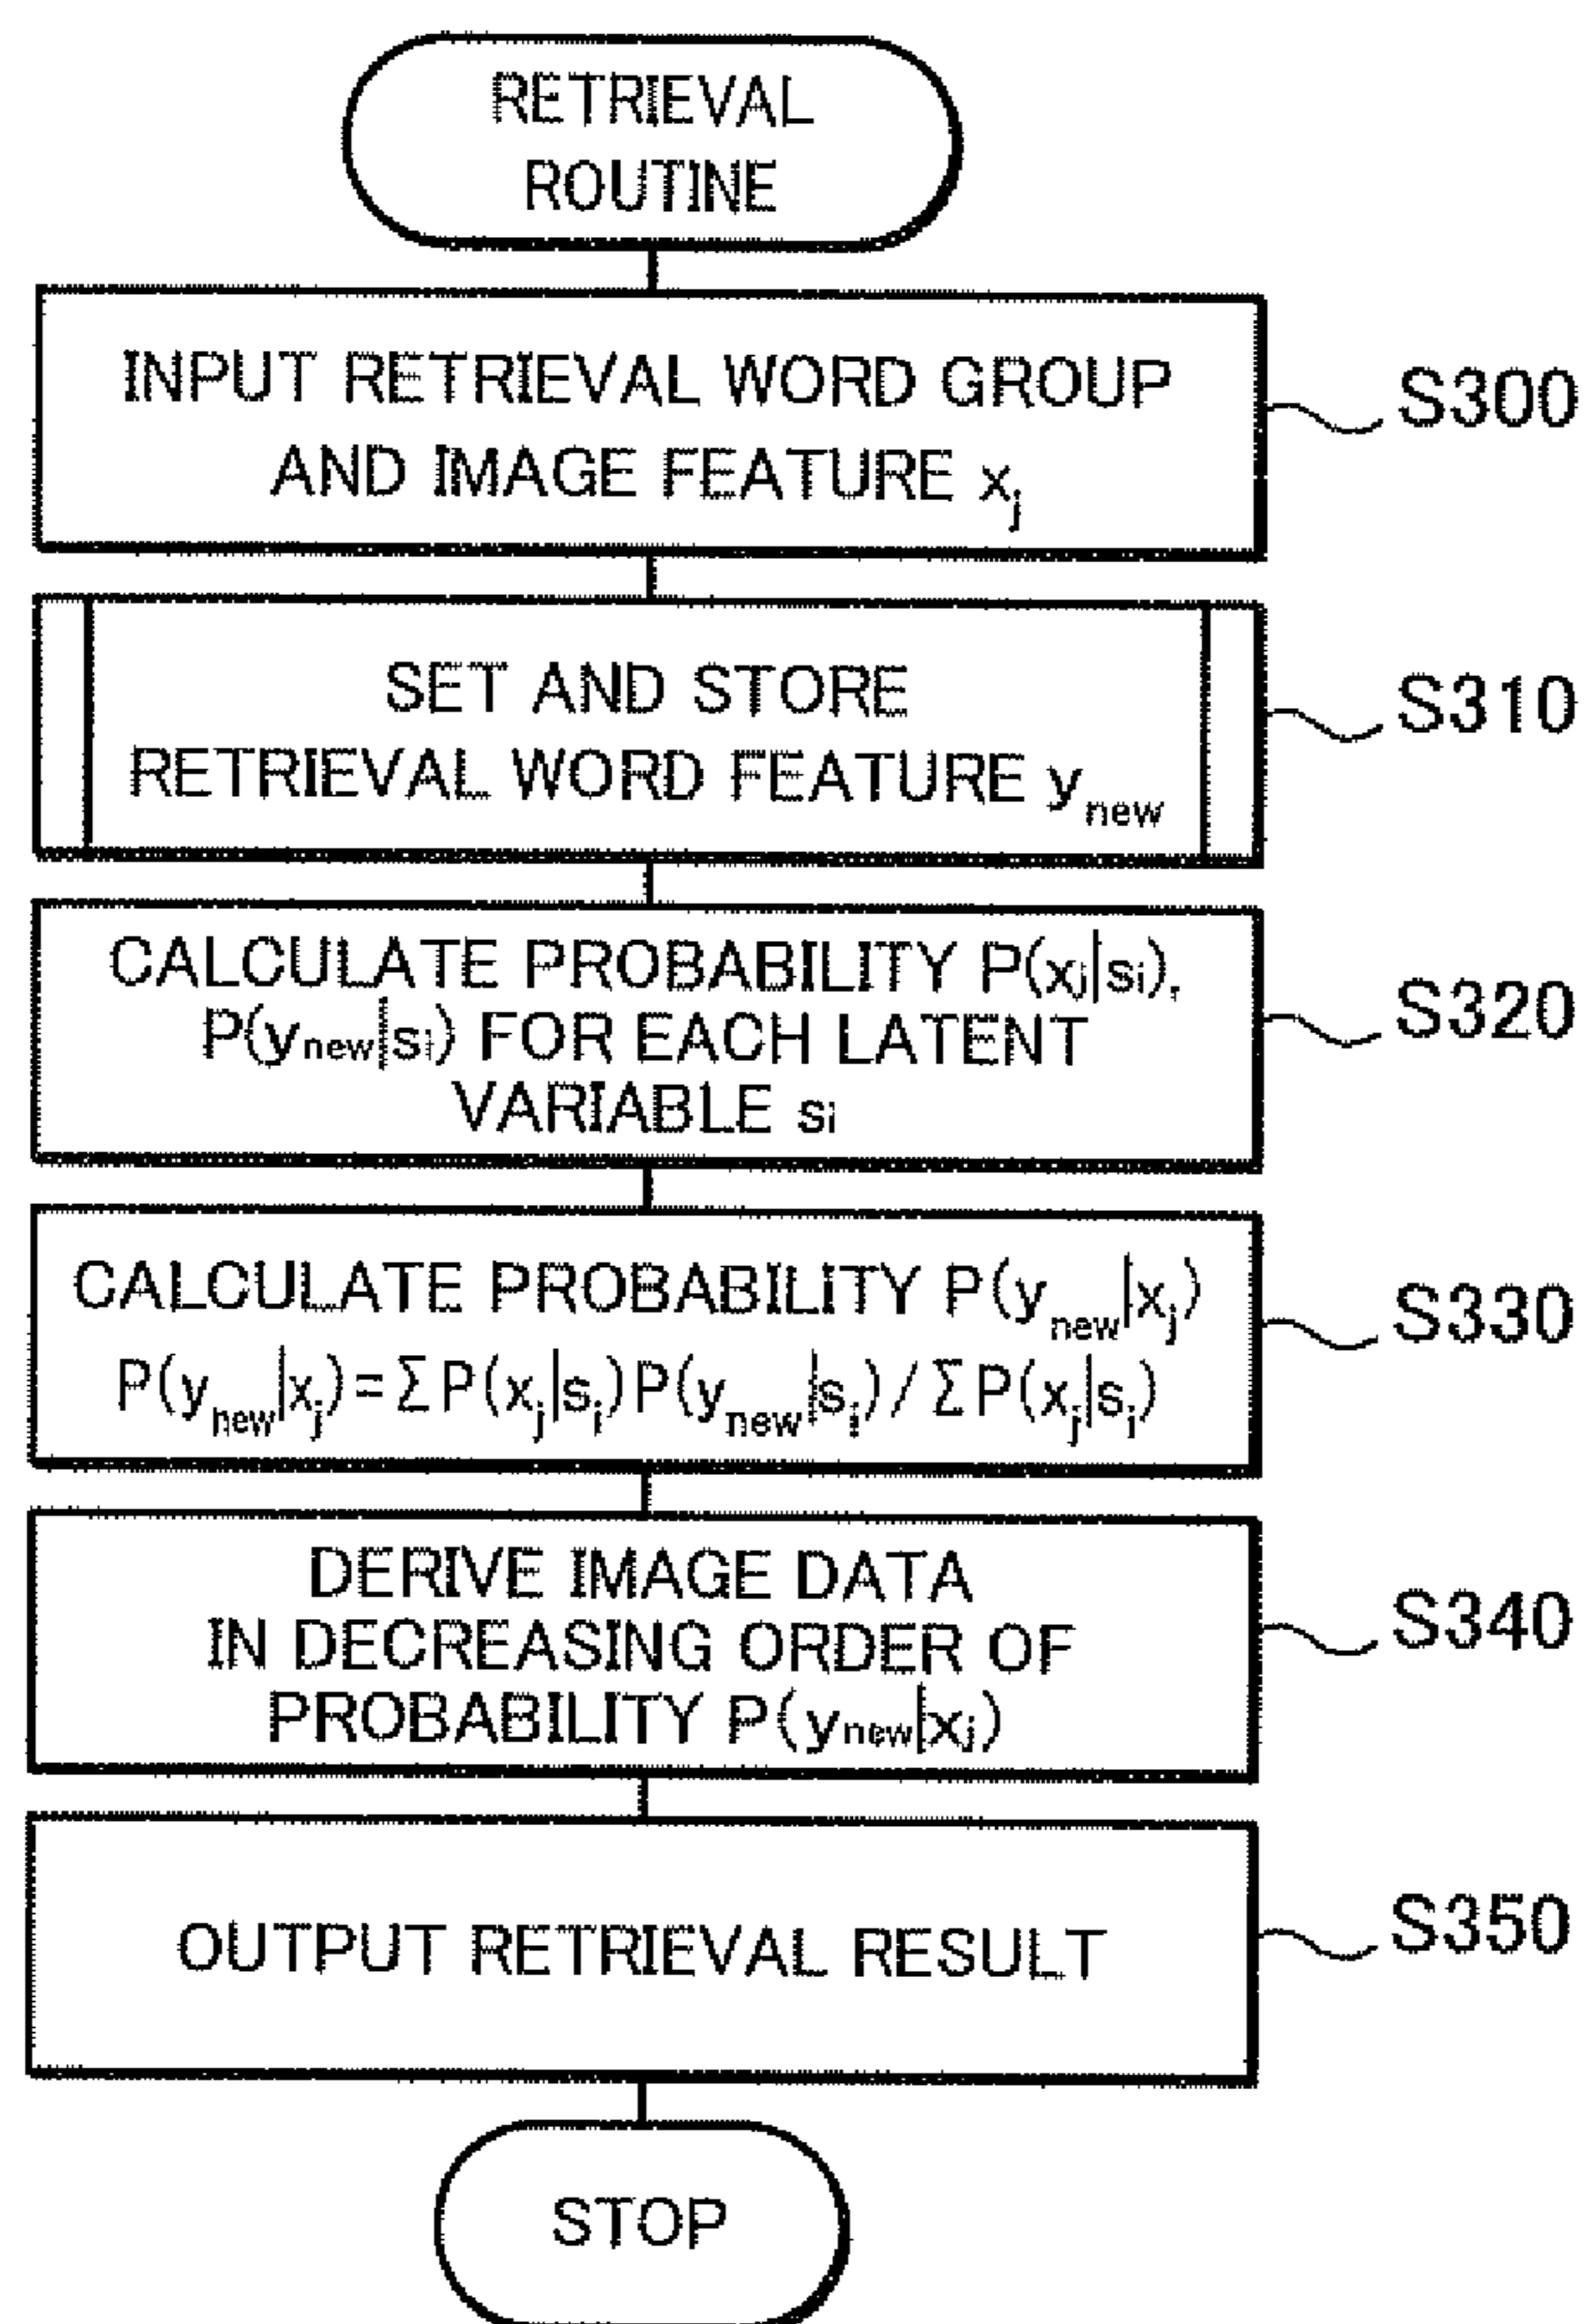 RETRIEVAL
ROUTINE
INPUT RETRIEVAL WORD GROUP
AND IMAGE FEATURE xj
S300
SET AND STORE
RETRIEVAL WORD FEATURE ynew
S310
CALCULATE PROBABILITY P(xj|si),
P(ynew|si) FOR EACH LATENT
VARIABLE si
S320
CALCULATE PROBABILITY P(ynew|xj)
P(ynew|xj)=ΣP(xj|si)P(ynew|si)/ΣP(xj|si)
S330
DERIVE IMAGE DATA
IN DECREASING ORDER OF
PROBABILITY P(ynew|xj)
S340
OUTPUT RETRIEVAL RESULT
S350
STOP